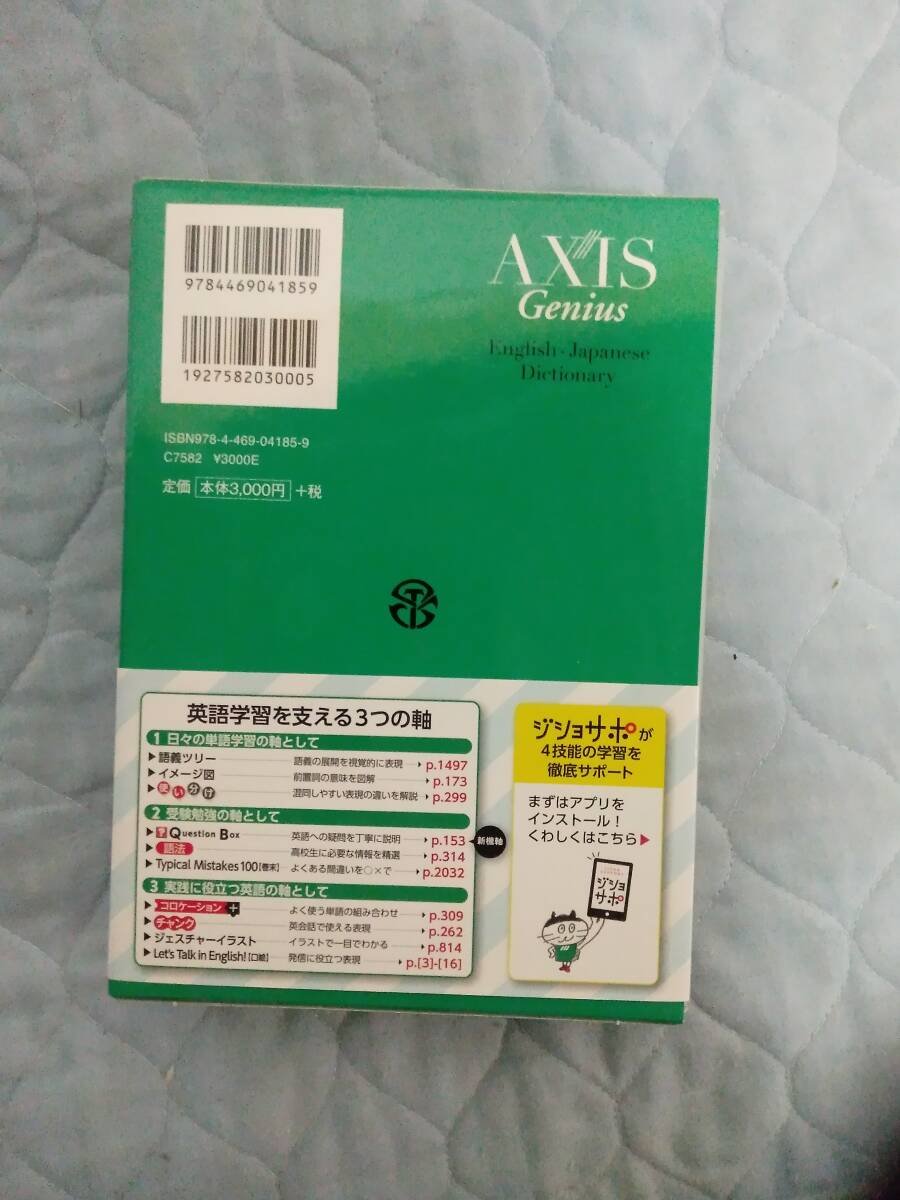 9784469041859
1927582030005
ISBN978-4-469-04185-9
C7582 ¥3000E
定価 本体3,000円 +税
AXIS
Genius
English-Japanese
Dictionary
英語学習を支える3つの軸
1 日々の単語学習の軸として
▶語義ツリー 語義の展開を視覚的に表現 p.1497
▶イメージ図 前置詞の意味を図解 p.173
▶使い分け 混同しやすい表現の違いを解説 p.299
2 受験勉強の軸として
▶? Question Box 英語への疑問を丁寧に説明 p.153
新機軸
▶語法 高校生に必要な情報を精選 p.314
▶Typical Mistakes 100[巻末] よくある間違いを○×で p.2032
3 実践に役立つ英語の軸として
▶コロケーション+ よく使う単語の組み合わせ p.309
▶チャンク 英会話で使える表現 p.262
▶ジェスチャーイラスト イラストで一目でわかる p.814
▶Let's Talk in English![口絵] 発信に役立つ表現 p.[3]-[16]
ジショサポが
4技能の学習を
徹底サポート
まずはアプリを
インストール!
くわしくはこちら▶
ジショ
サポ